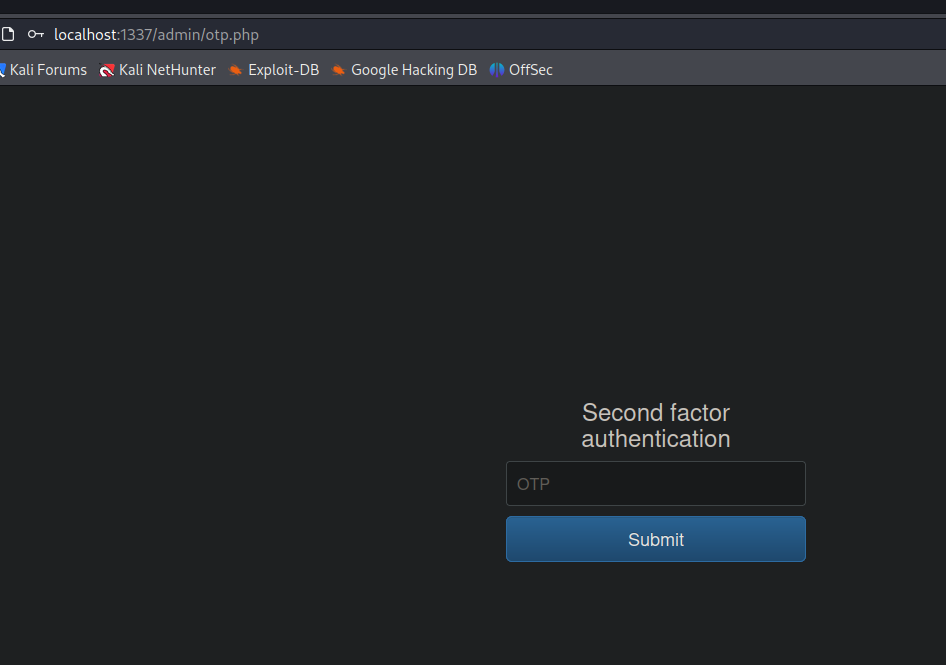 localhost:1337/admin/otp.php
Kali Forums Kali NetHunter Exploit-DB Google Hacking DB OffSec
Second factor
authentication
OTP
Submit